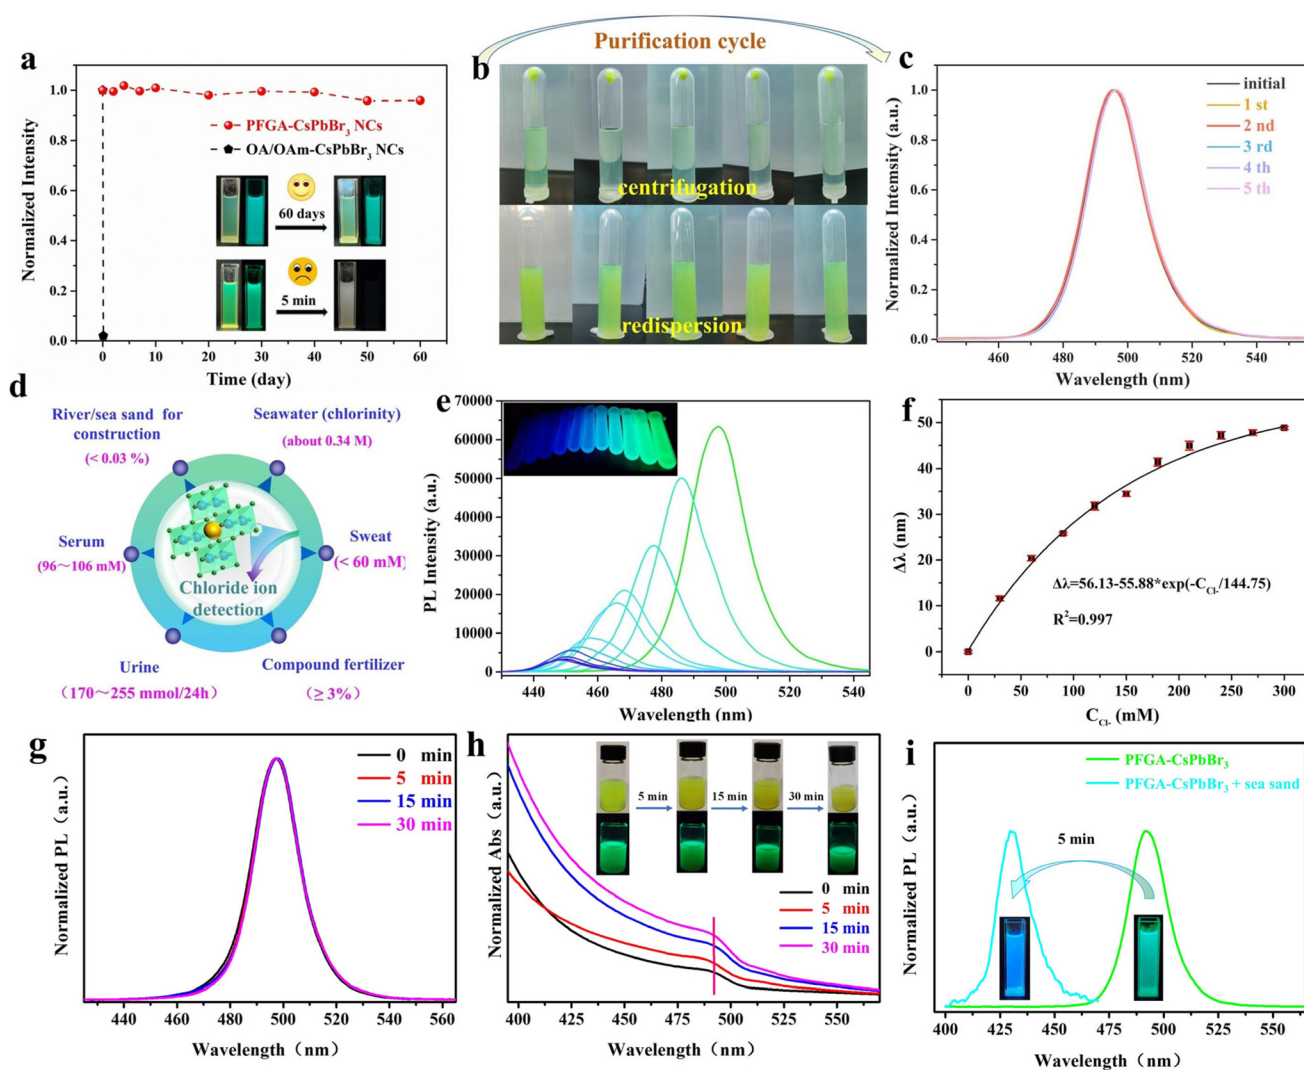 Purification cycle
a
Normalized Intensity
1.0
0.8
0.6
0.4
0.2
0.0
PFGA-CsPbBr₃ NCs
OA/OAm-CsPbBr₃ NCs
60 days
5 min
0
10
20
30
40
50
60
Time (day)
b
centrifugation
redispersion
c
Normalized Intensity (a.u.)
1.0
0.8
0.6
0.4
0.2
0.0
initial
1 st
2 nd
3 rd
4 th
5 th
460
480
500
520
540
Wavelength (nm)
d
River/sea sand for
construction
(< 0.03 %)
Seawater (chlorinity)
(about 0.34 M)
Serum
(96～106 mM)
Sweat
(< 60 mM)
Chloride ion
detection
Urine
（170～255 mmol/24h）
Compound fertilizer
（≥ 3%）
e
PL Intensity (a.u.)
70000
60000
50000
40000
30000
20000
10000
0
440
460
480
500
520
540
Wavelength (nm)
f
Δλ (nm)
50
40
30
20
10
0
Δλ=56.13-55.88*exp(-C_Cl-/144.75)
R²=0.997
0
50
100
150
200
250
300
C_Cl- (mM)
g
Normalized PL（a.u.）
0 min
5 min
15 min
30 min
440
460
480
500
520
540
560
Wavelength（nm）
h
Normalized Abs（a.u.）
5 min
15 min
30 min
0 min
5 min
15 min
30 min
400
425
450
475
500
525
550
Wavelength（nm）
i
Normalized PL（a.u.）
PFGA-CsPbBr₃
PFGA-CsPbBr₃ + sea sand
5 min
400
425
450
475
500
525
550
Wavelength（nm）